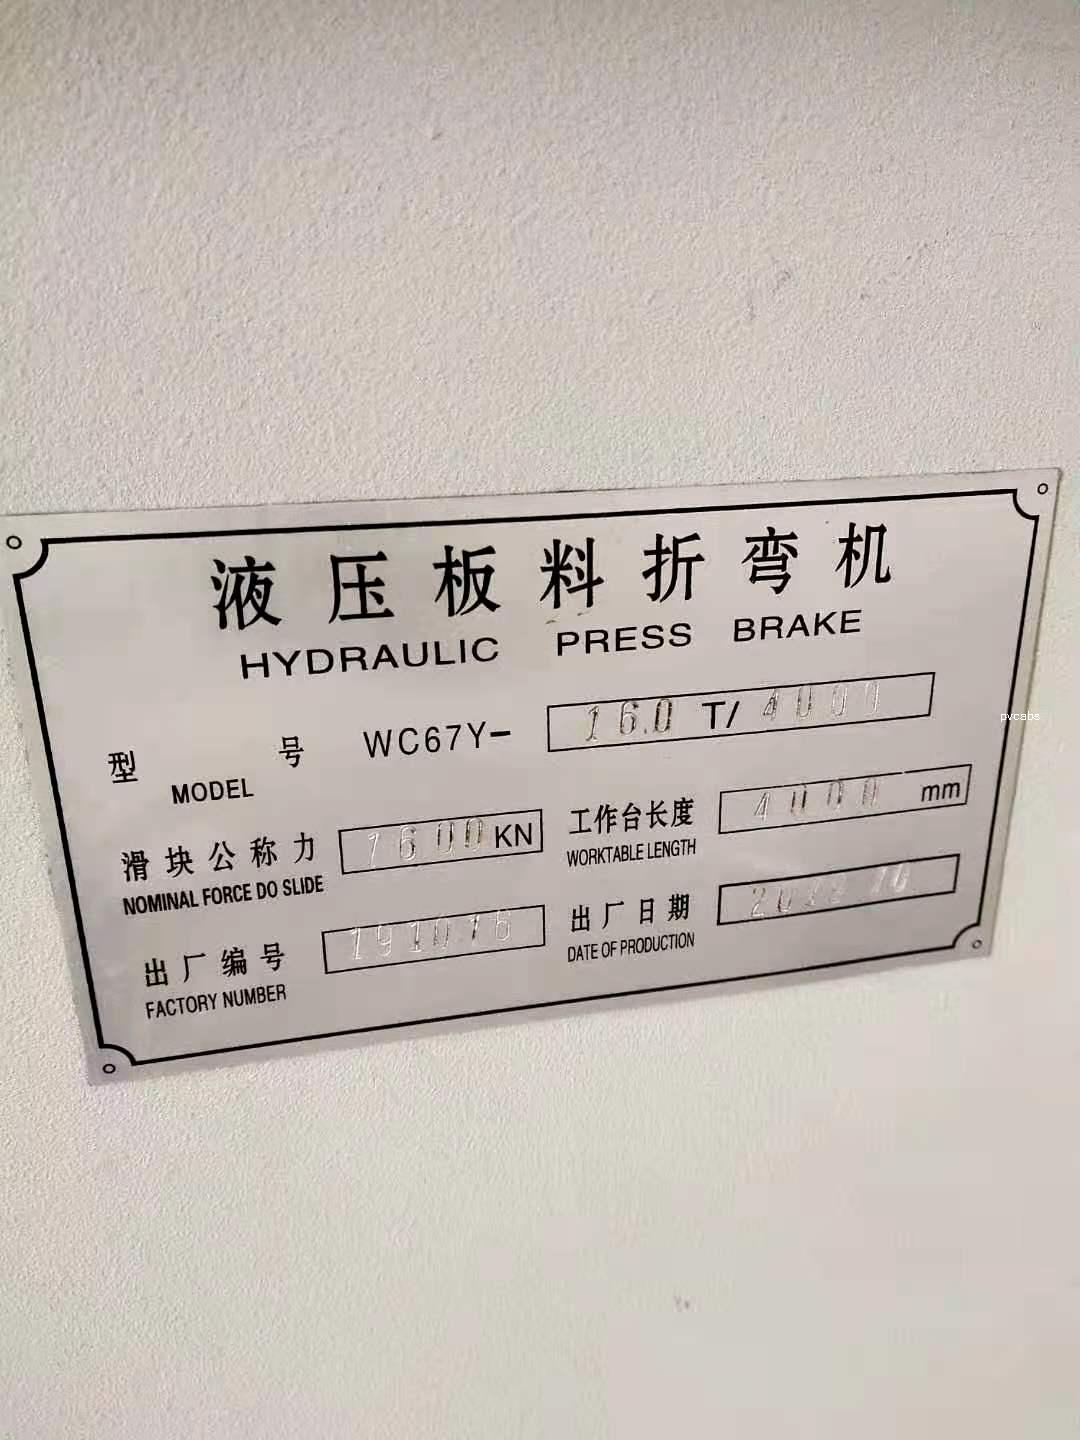 液压板料折弯机
HYDRAULIC PRESS BRAKE
型号 WC67Y- 160 T/ 4000
MODEL
滑块公称力 1600 KN
NOMINAL FORCE DO SLIDE
工作台长度 4000 mm
WORKTABLE LENGTH
出厂编号 191016
FACTORY NUMBER
出厂日期
DATE OF PRODUCTION
pvcabs